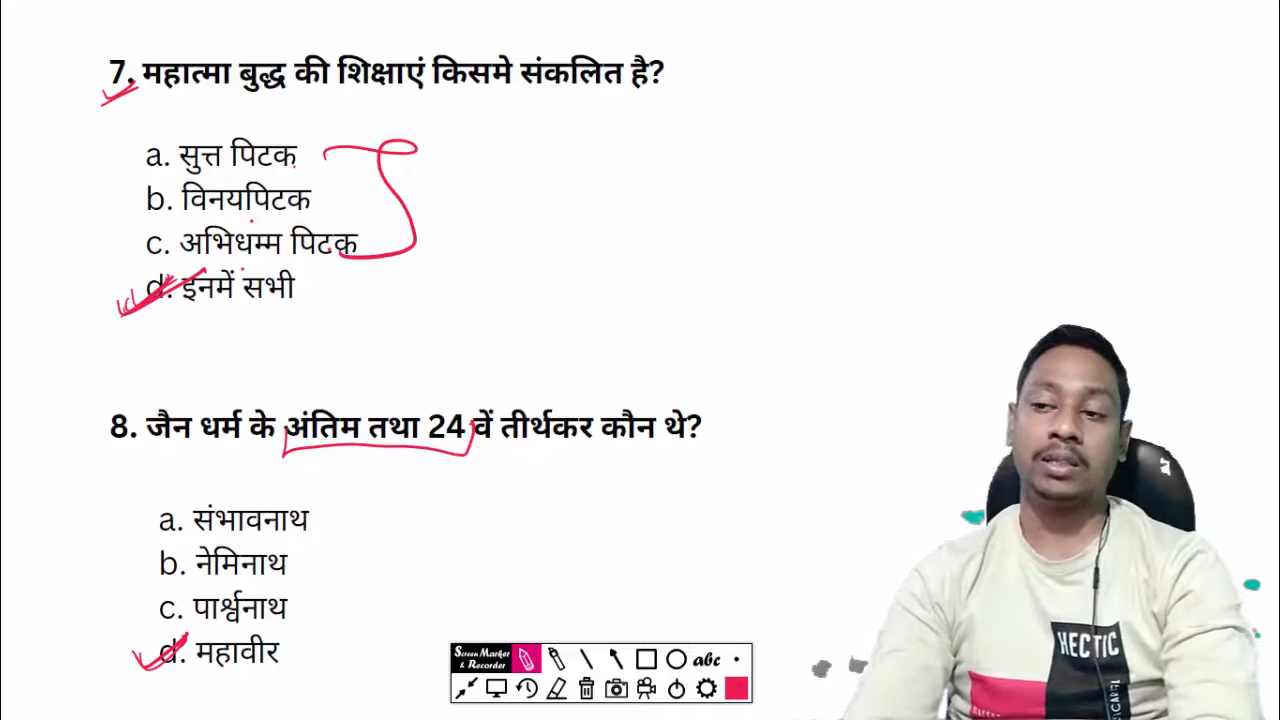 7. महात्मा बुद्ध की शिक्षाएं किसमे संकलित है?
a. सुत्त पिटक
b. विनयपिटक
c. अभिधम्म पिटक
d. इनमें सभी
8. जैन धर्म के अंतिम तथा 24 वें तीर्थकर कौन थे?
a. संभावनाथ
b. नेमिनाथ
c. पार्श्वनाथ
d. महावीर
Screen Marker
& Recorder
abc
HECTIC